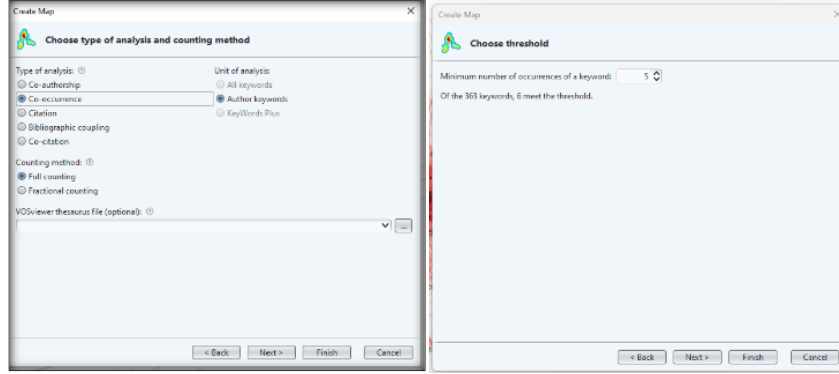 Create Map
Choose type of analysis and counting method
Type of analysis:
Unit of analysis:
Co-authorship
All keywords
Co-occurrence
Author keywords
Citation
KeyWords Plus
Bibliographic coupling
Co-citation
Counting method:
Full counting
Fractional counting
VOSviewer thesaurus file (optional):
...
< Back
Next >
Finish
Cancel
Create Map
Choose threshold
Minimum number of occurrences of a keyword:
5
Of the 363 keywords, 6 meet the threshold.
< Back
Next >
Finish
Cancel